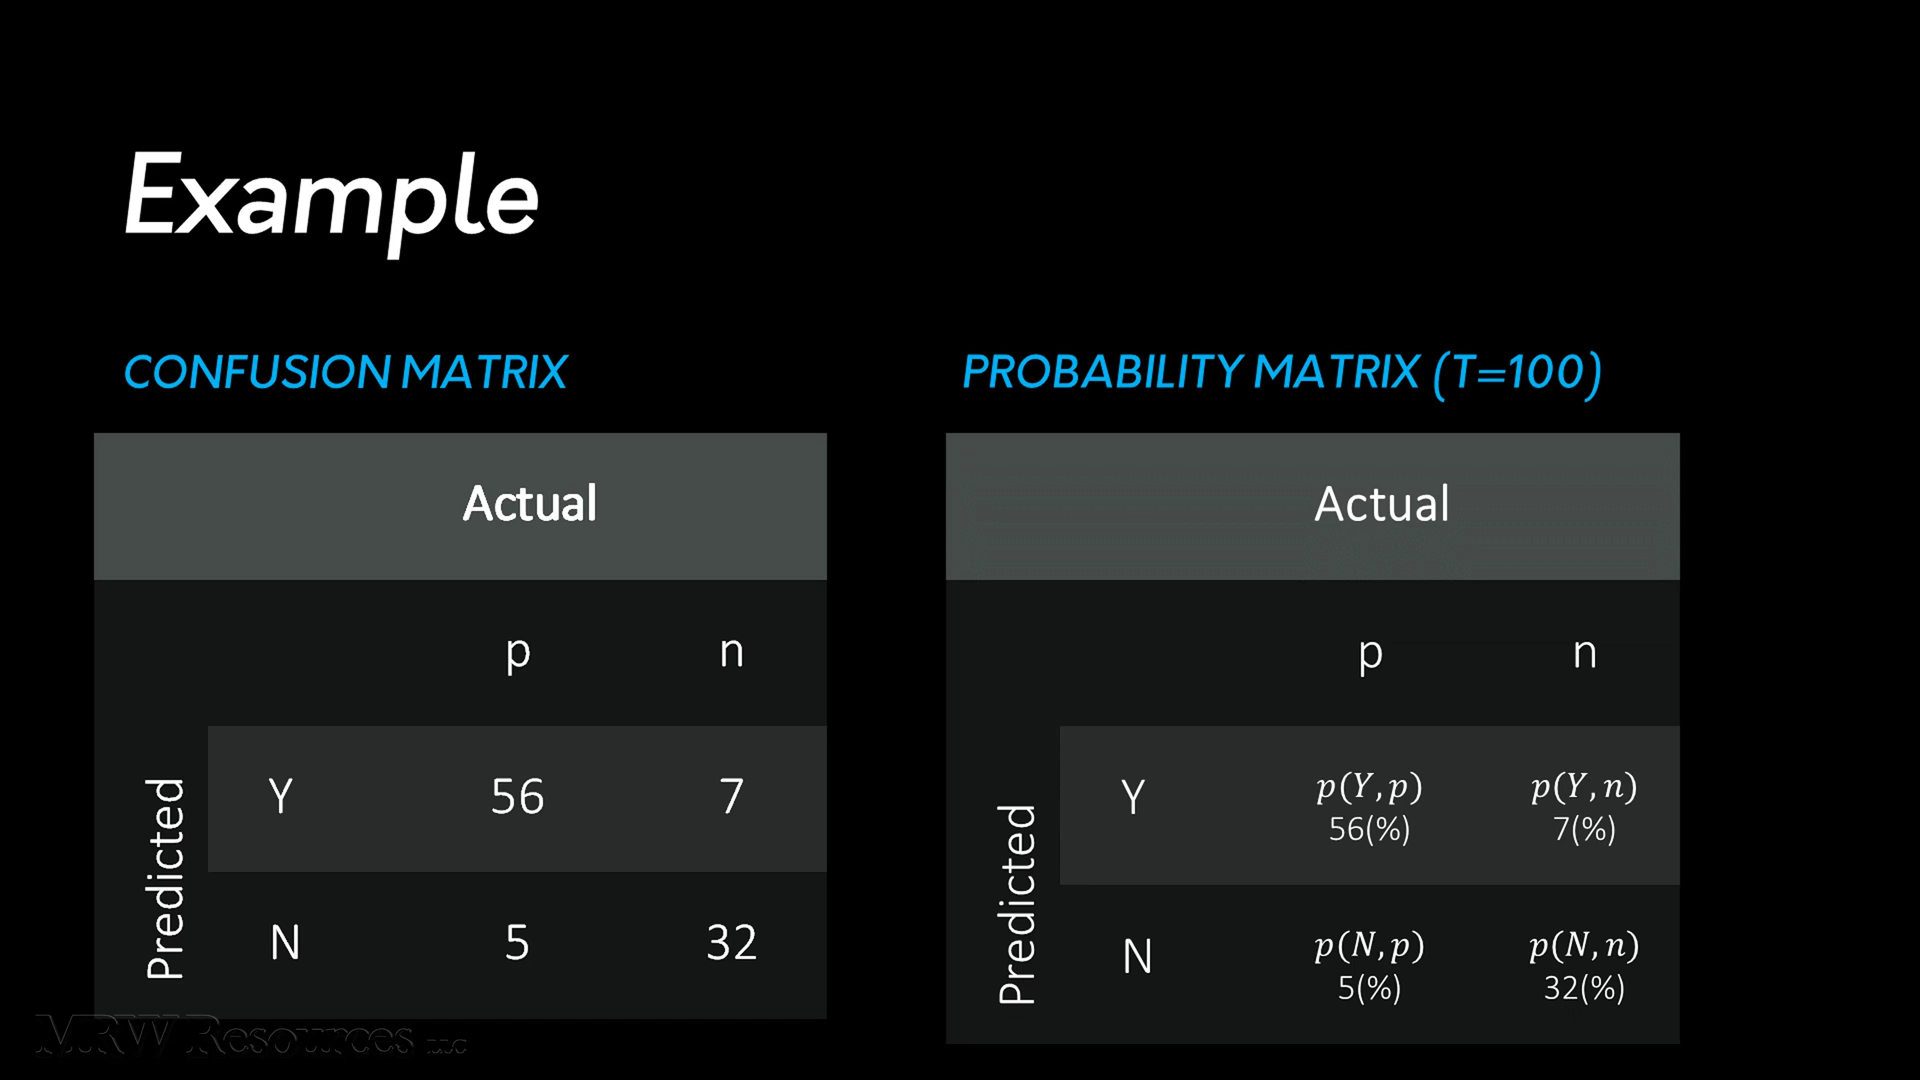 Example
CONFUSION MATRIX
Actual
p n
Predicted
Y 56 7
N 5 32
PROBABILITY MATRIX (T=100)
Actual
p n
Predicted
Y p(Y,p) p(Y,n)
56(%) 7(%)
N p(N,p) p(N,n)
5(%) 32(%)
MRW Resources LLC